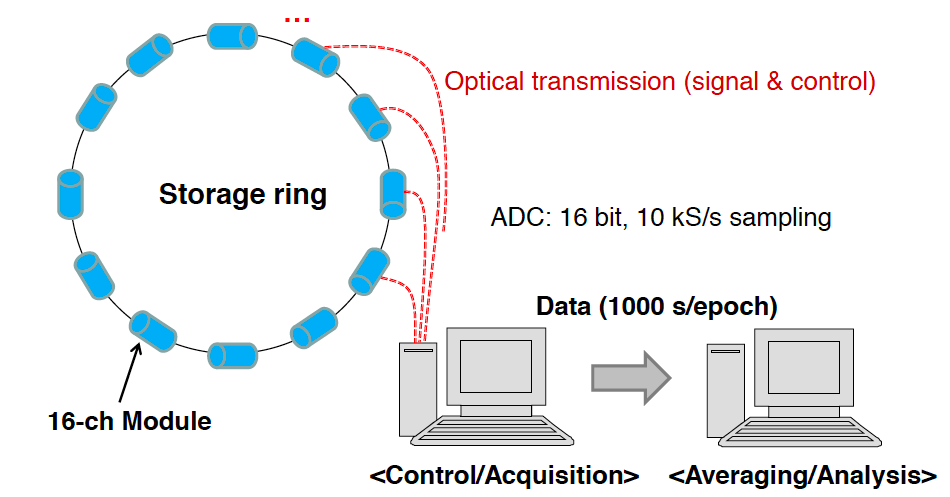 ...
Optical transmission (signal & control)
Storage ring
ADC: 16 bit, 10 kS/s sampling
Data (1000 s/epoch)
16-ch Module
<Control/Acquisition>
<Averaging/Analysis>